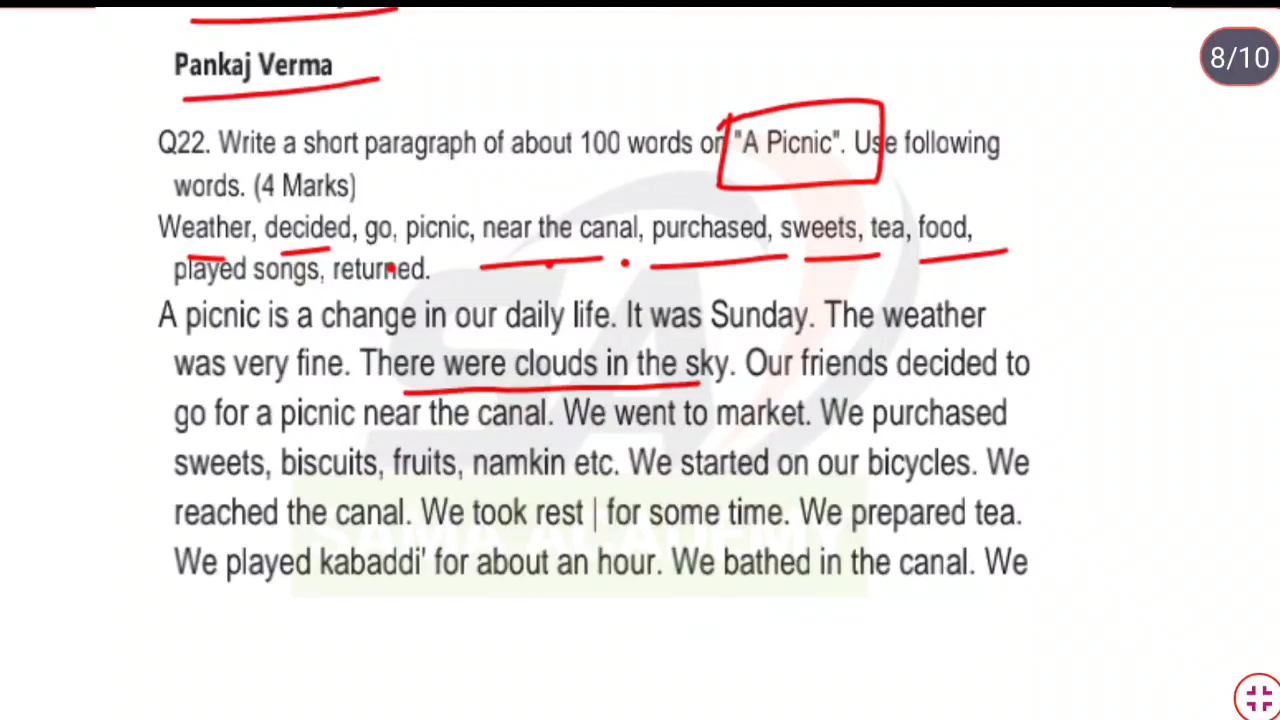 Pankaj Verma
8/10
Q22. Write a short paragraph of about 100 words on "A Picnic". Use following
words. (4 Marks)
Weather, decided, go, picnic, near the canal, purchased, sweets, tea, food,
played songs, returned.
A picnic is a change in our daily life. It was Sunday. The weather
was very fine. There were clouds in the sky. Our friends decided to
go for a picnic near the canal. We went to market. We purchased
sweets, biscuits, fruits, namkin etc. We started on our bicycles. We
reached the canal. We took rest | for some time. We prepared tea.
SAMA ACADEMY
We played kabaddi' for about an hour. We bathed in the canal. We